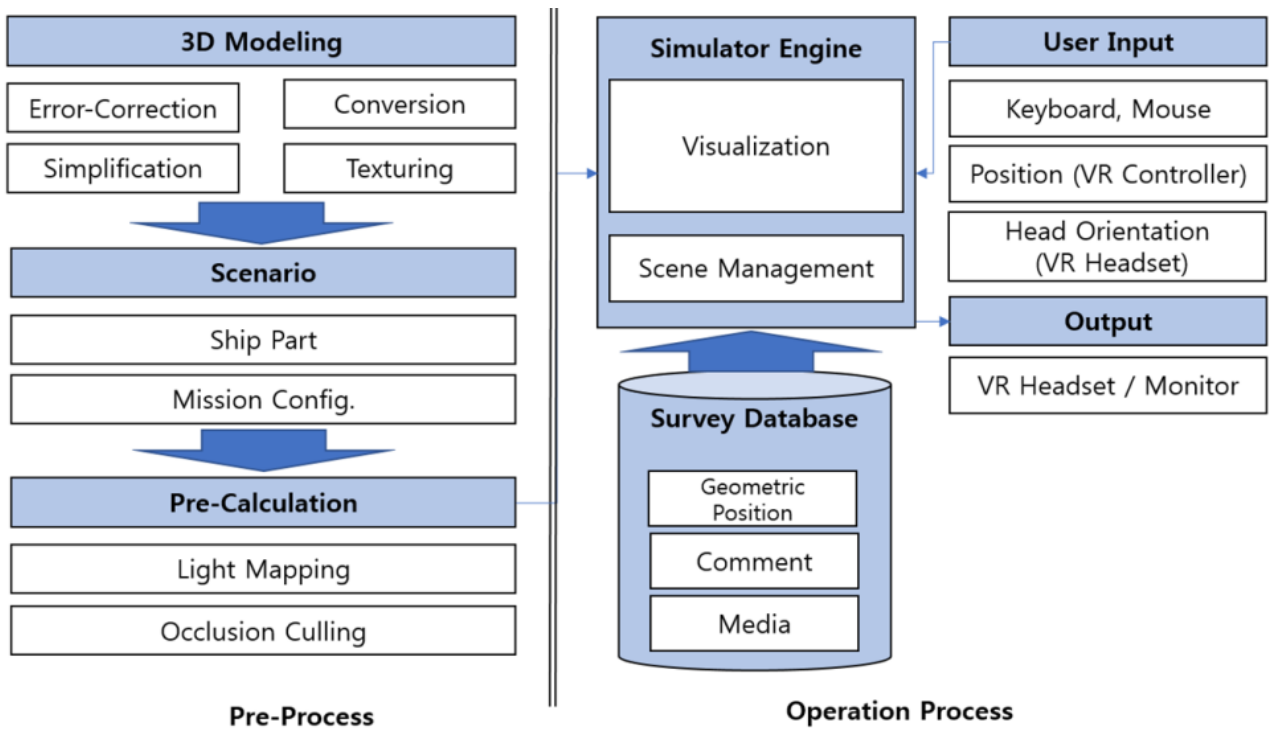 3D Modeling
Error-Correction
Conversion
Simplification
Texturing
Scenario
Ship Part
Mission Config.
Pre-Calculation
Light Mapping
Occlusion Culling
Pre-Process
Simulator Engine
Visualization
Scene Management
Survey Database
Geometric
Position
Comment
Media
User Input
Keyboard, Mouse
Position (VR Controller)
Head Orientation
(VR Headset)
Output
VR Headset / Monitor
Operation Process